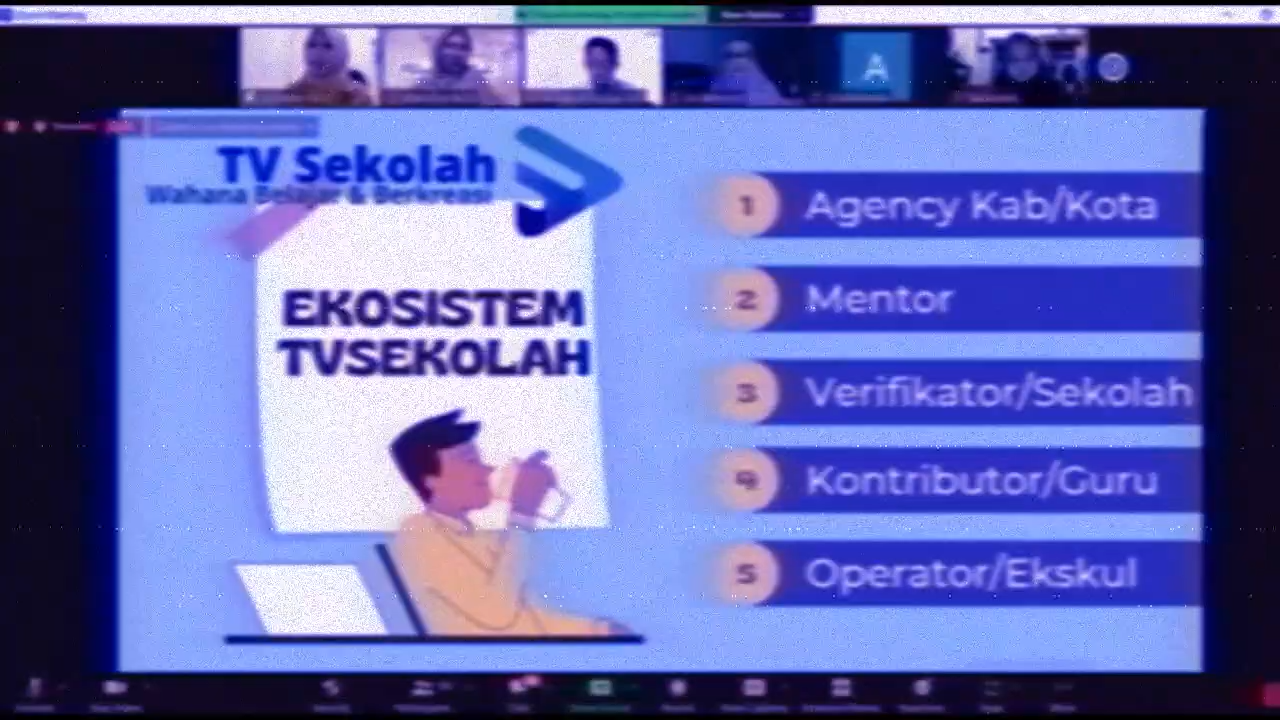 A
TV Sekolah
Wahana Belajar & Berkreasi
EKOSISTEM
TVSEKOLAH
1 Agency Kab/Kota
2 Mentor
3 Verifikator/Sekolah
4 Kontributor/Guru
5 Operator/Ekskul